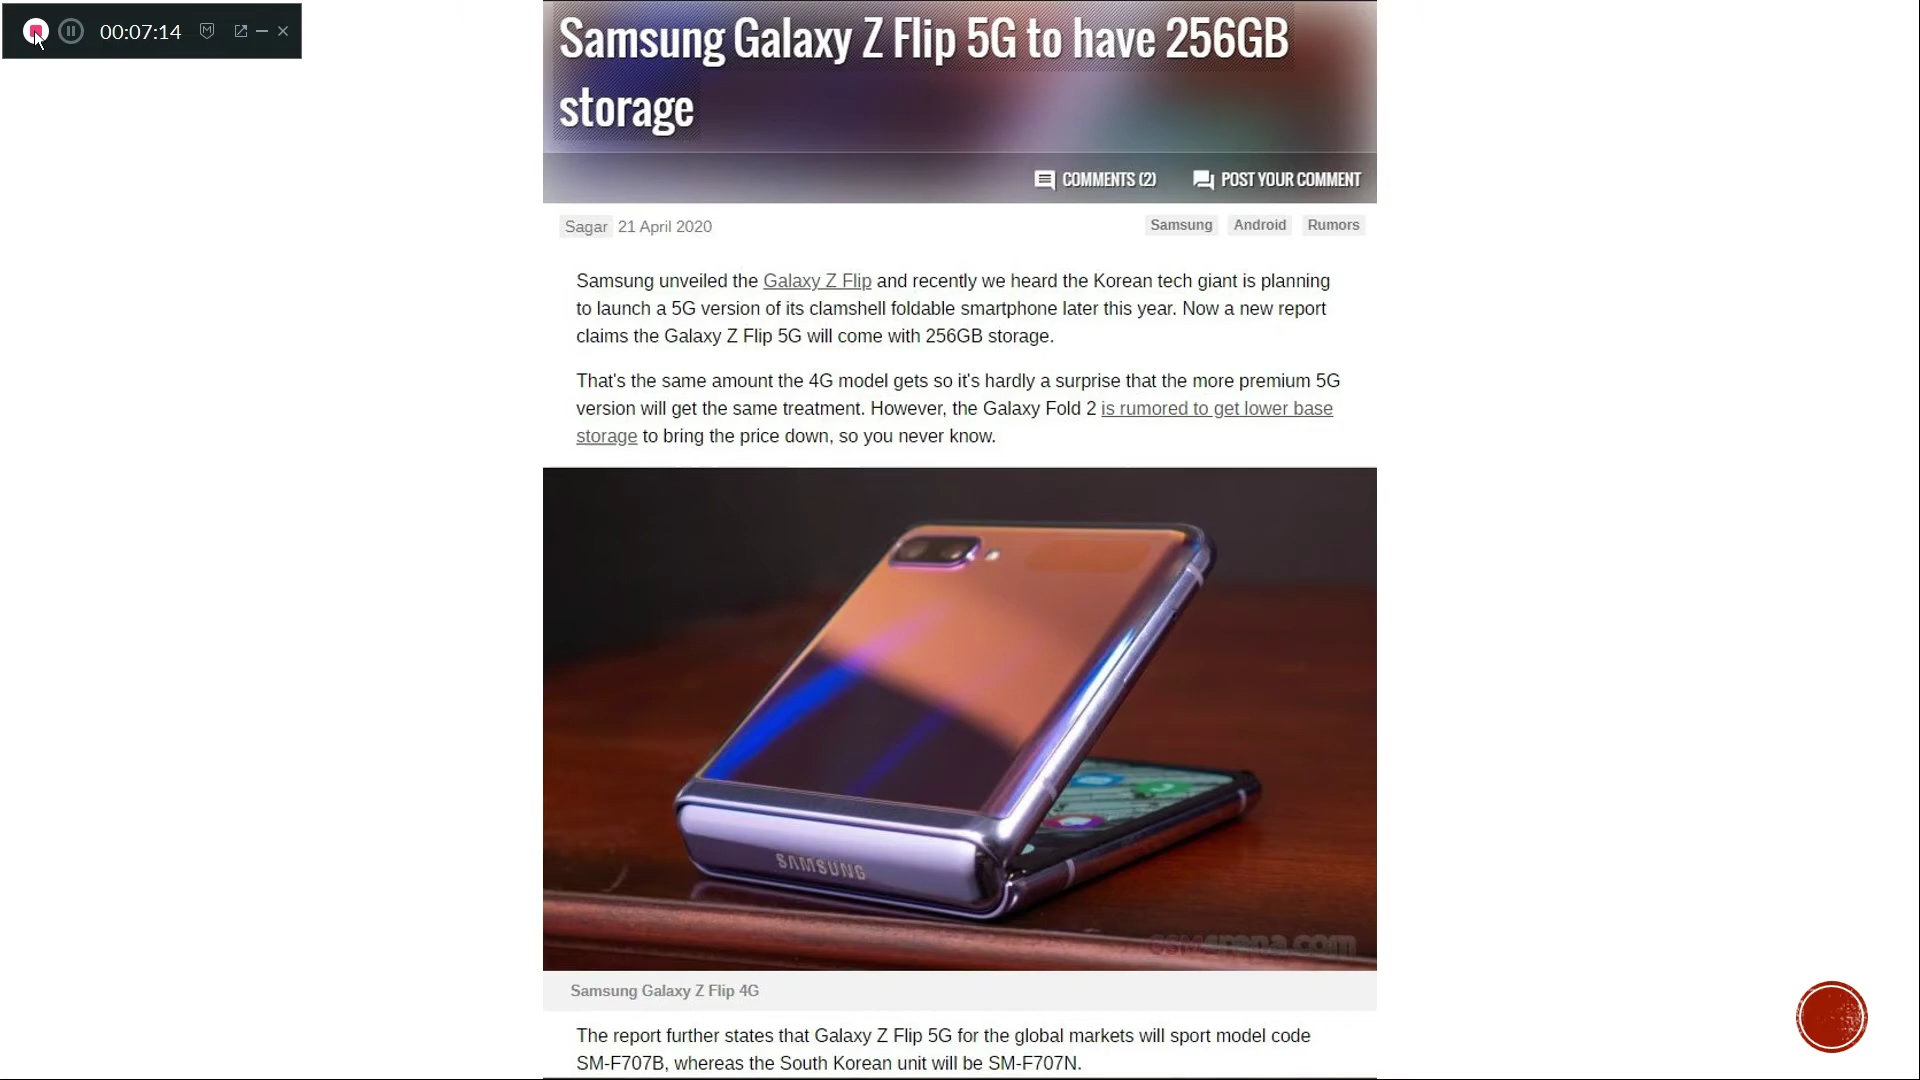 00:07:14
Samsung Galaxy Z Flip 5G to have 256GB
storage
COMMENTS (2) POST YOUR COMMENT
Sagar 21 April 2020 Samsung Android Rumors
Samsung unveiled the Galaxy Z Flip and recently we heard the Korean tech giant is planning
to launch a 5G version of its clamshell foldable smartphone later this year. Now a new report
claims the Galaxy Z Flip 5G will come with 256GB storage.
That's the same amount the 4G model gets so it's hardly a surprise that the more premium 5G
version will get the same treatment. However, the Galaxy Fold 2 is rumored to get lower base
storage to bring the price down, so you never know.
SAMSUNG
GSMArena.com
Samsung Galaxy Z Flip 4G
The report further states that Galaxy Z Flip 5G for the global markets will sport model code
SM-F707B, whereas the South Korean unit will be SM-F707N.